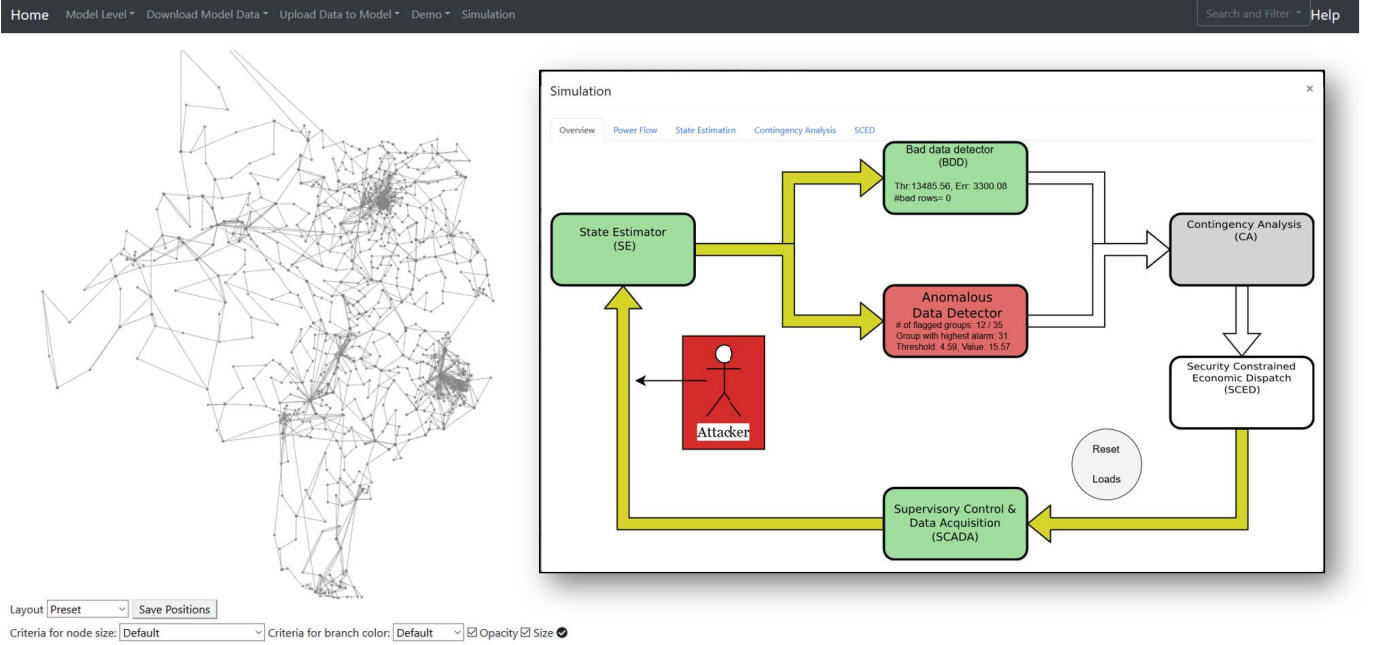 Home Model Level Download Model Data Upload Data to Model Demo Simulation Search and Filter Help
Simulation ×
Overview Power Flow State Estimation Contingency Analysis SCED
Bad data detector
(BDD)
Thr:13485.56, Err: 3300.08
#bad rows= 0
State Estimator
(SE)
Contingency Analysis
(CA)
Anomalous
Data Detector
# of flagged groups: 12 / 35
Group with highest alarm: 31
Threshold: 4.59, Value: 15.57
Attacker
Security Constrained
Economic Dispatch
(SCED)
Reset
Loads
Supervisory Control &
Data Acquisition
(SCADA)
Layout Preset Save Positions
Criteria for node size: Default Criteria for branch color: Default Opacity Size